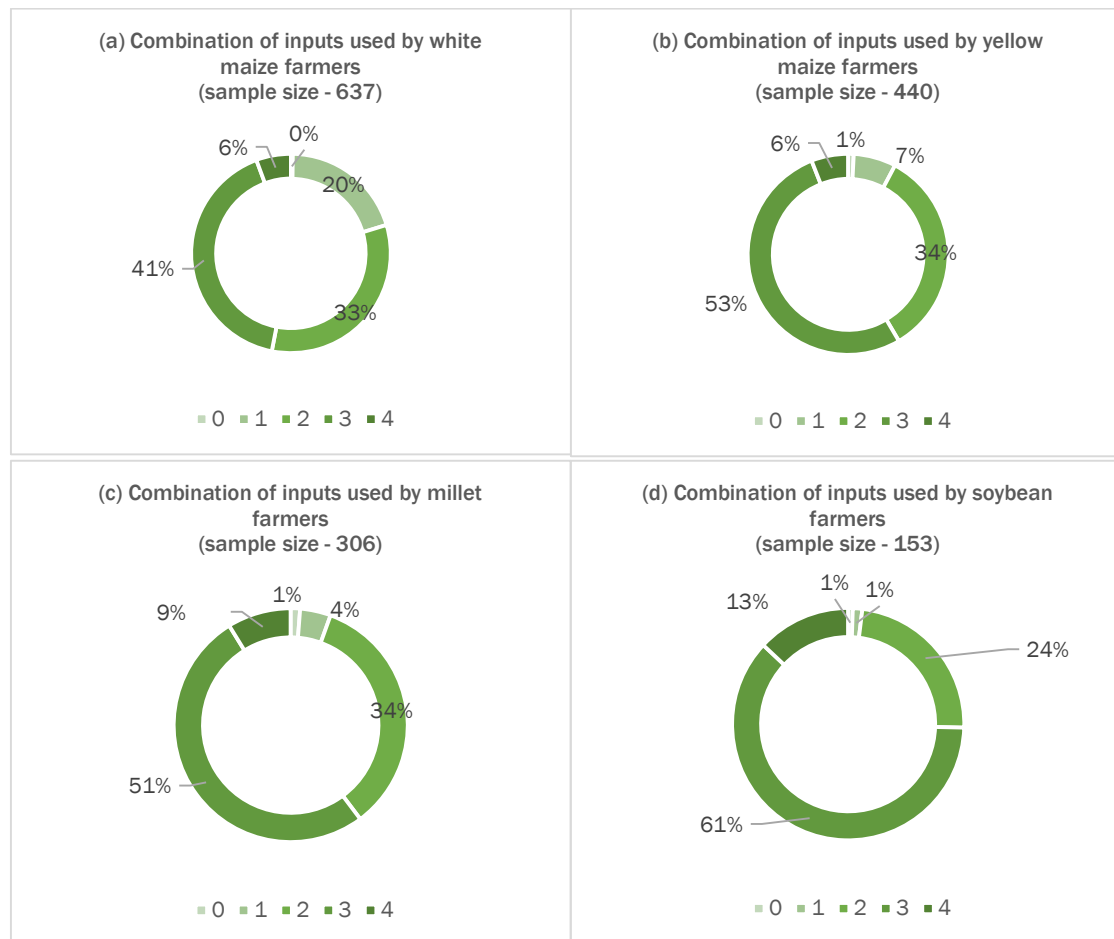 (a) Combination of inputs used by white
maize farmers
(sample size - 637)
0%
6%
20%
41%
33%
0 1 2 3 4
(b) Combination of inputs used by yellow
maize farmers
(sample size - 440)
6%
1%
7%
34%
53%
0 1 2 3 4
(c) Combination of inputs used by millet
farmers
(sample size - 306)
1%
9%
4%
34%
51%
0 1 2 3 4
(d) Combination of inputs used by soybean
farmers
(sample size - 153)
1%
1%
13%
24%
61%
0 1 2 3 4